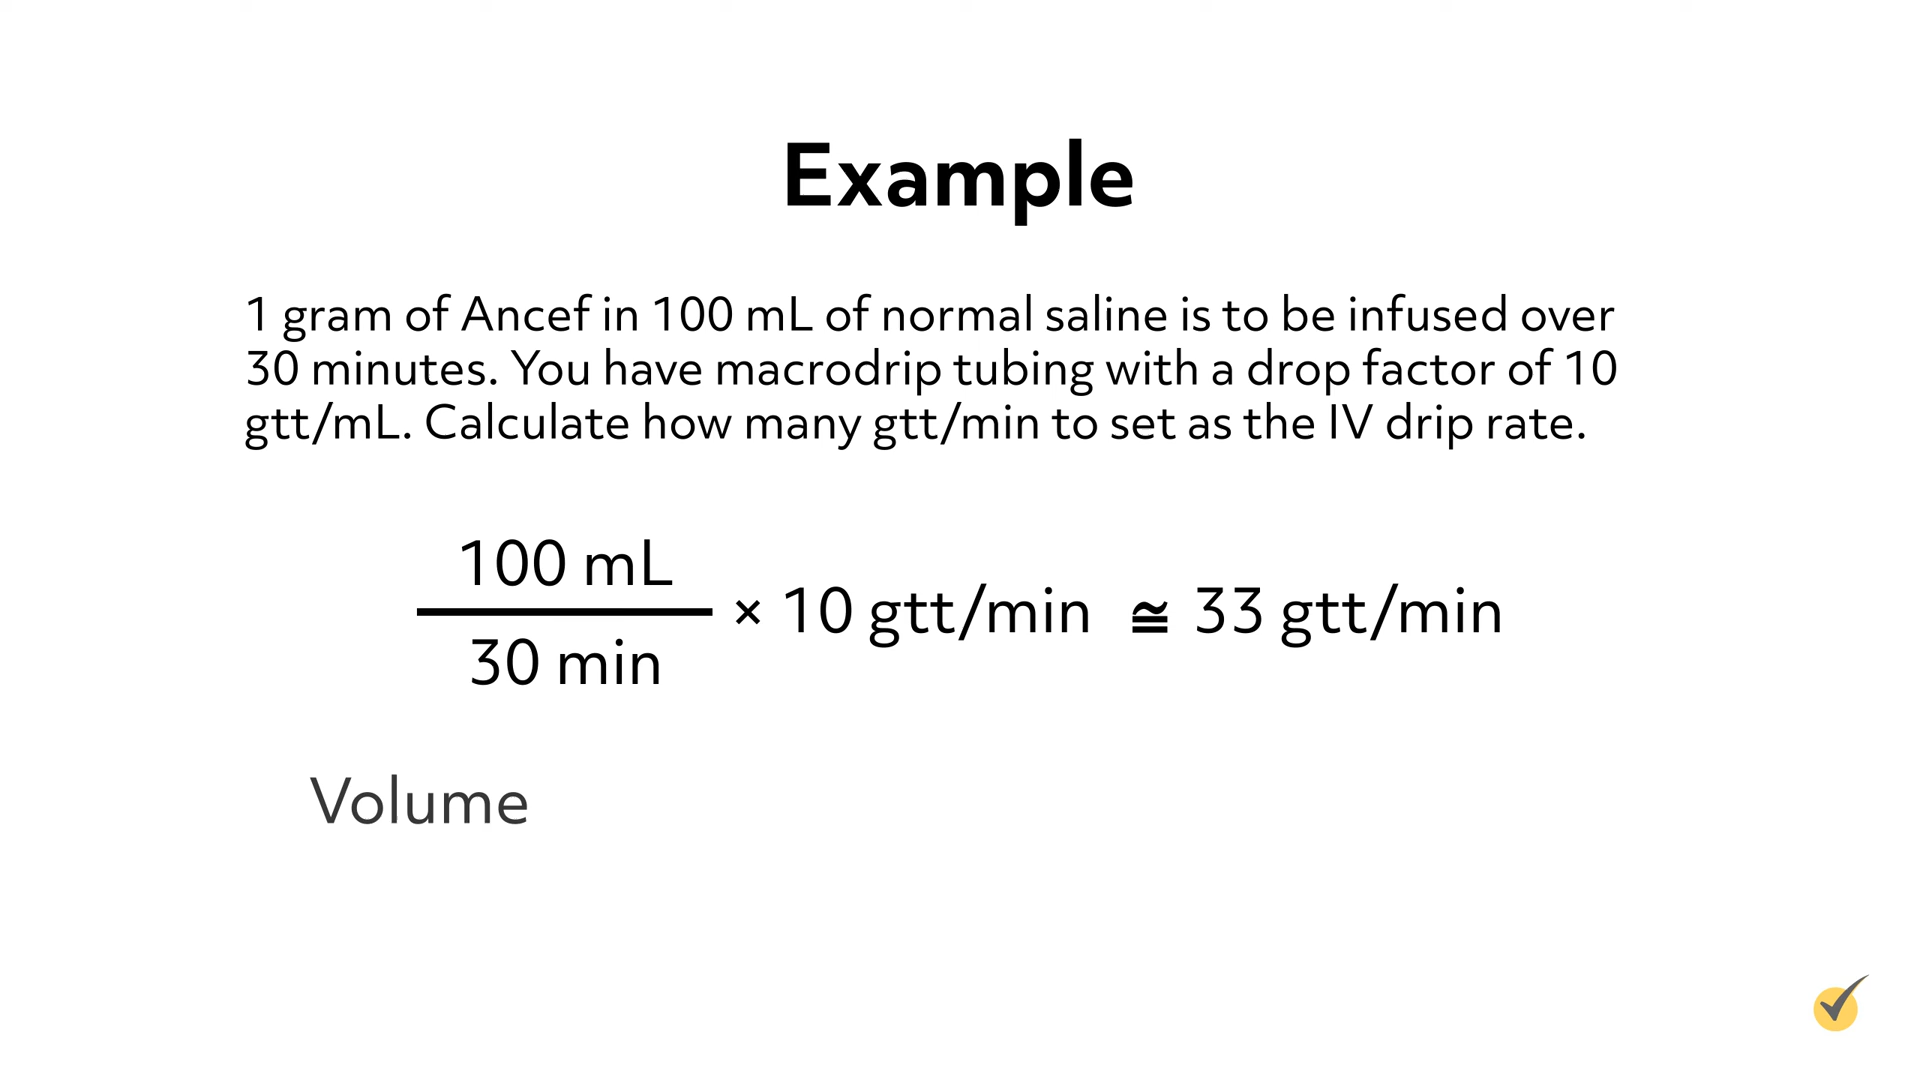 Example
1 gram of Ancef in 100 mL of normal saline is to be infused over
30 minutes. You have macrodrip tubing with a drop factor of 10
gtt/mL. Calculate how many gtt/min to set as the IV drip rate.
100 mL
30 min
× 10 gtt/min ≅ 33 gtt/min
Volume